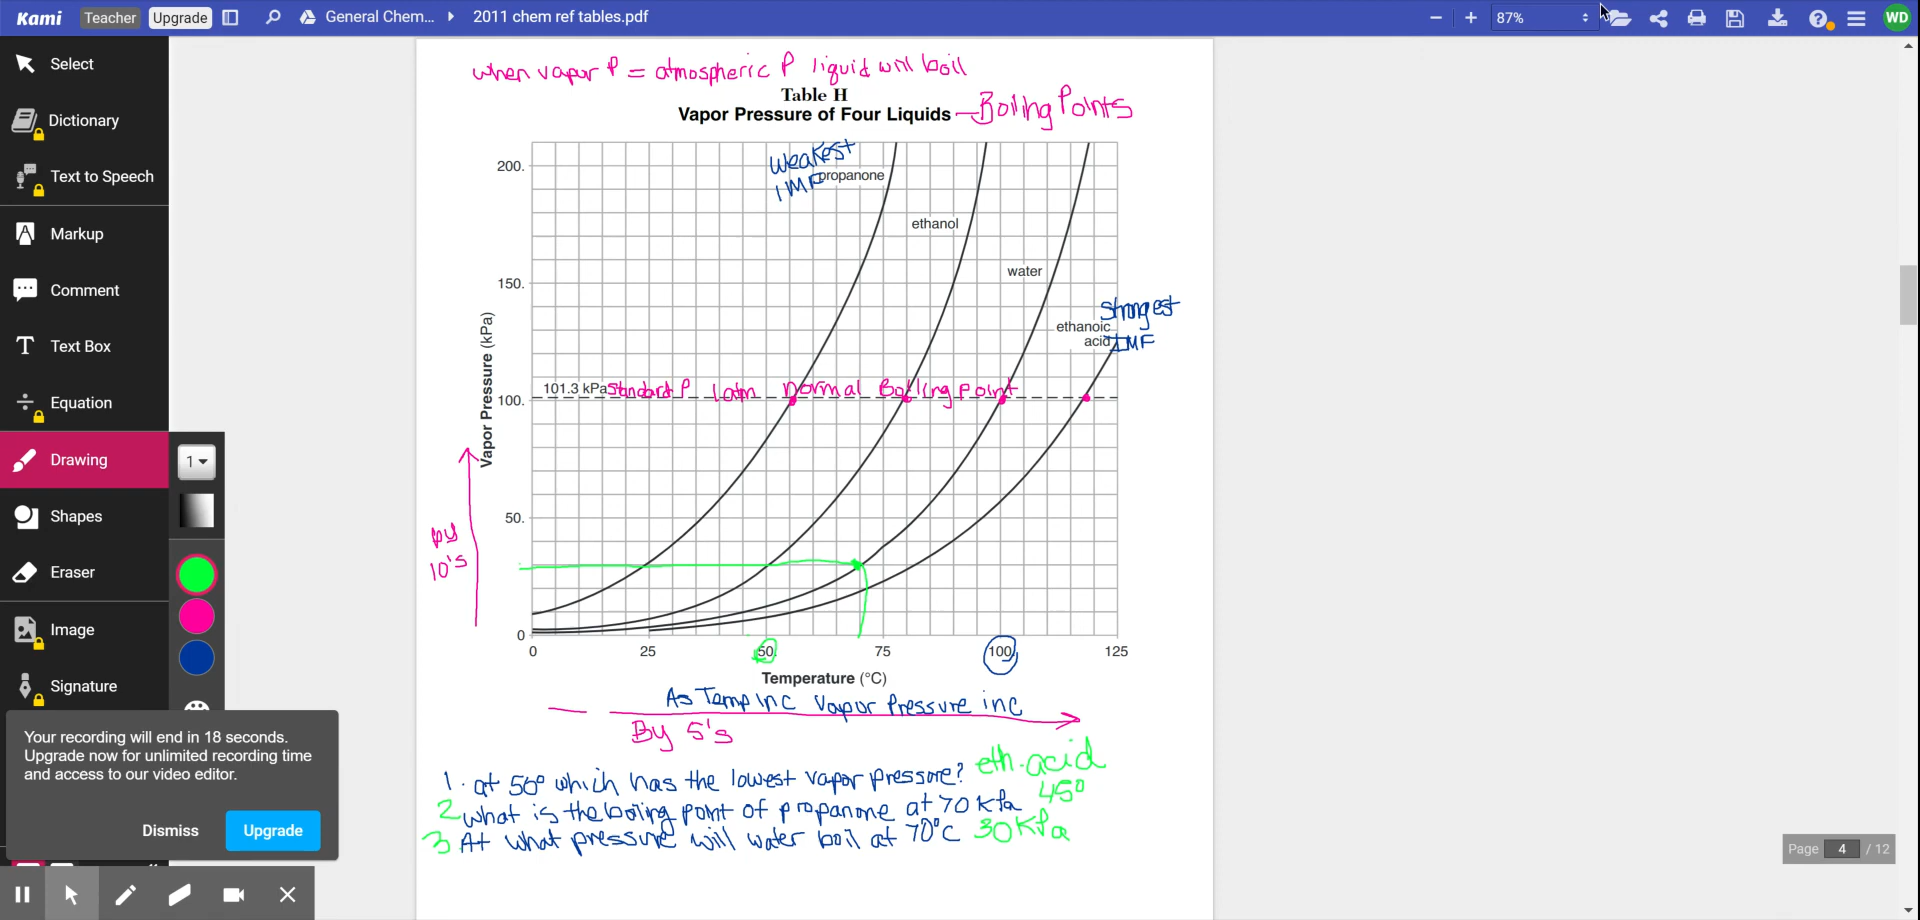 Kami Teacher Upgrade General Chem... 2011 chem ref tables.pdf 87% WD
Select
Dictionary
Text to Speech
Markup
Comment
Text Box
Equation
Drawing
1
Shapes
Eraser
Image
Signature
Your recording will end in 18 seconds.
Upgrade now for unlimited recording time
and access to our video editor.
Dismiss Upgrade
when vapor P = atmospheric P liquid will boil
Table H
Vapor Pressure of Four Liquids – Boiling Points
weakest
IMF
propanone
ethanol
water
strongest
ethanoic
acid IMF
200.
150.
101.3 kPa Standard P 1 atm Normal Boiling Point
100.
50.
0
Vapor Pressure (kPa)
by
10's
0 25 50. 75 100. 125
Temperature (°C)
As Temp inc Vapor Pressure inc
By 5's
1. at 50° which has the lowest vapor pressure? eth. acid
2 what is the boiling point of propanone at 70 kPa 45°
3. At what pressure will water boil at 70°C 30 kPa
Page 4 / 12